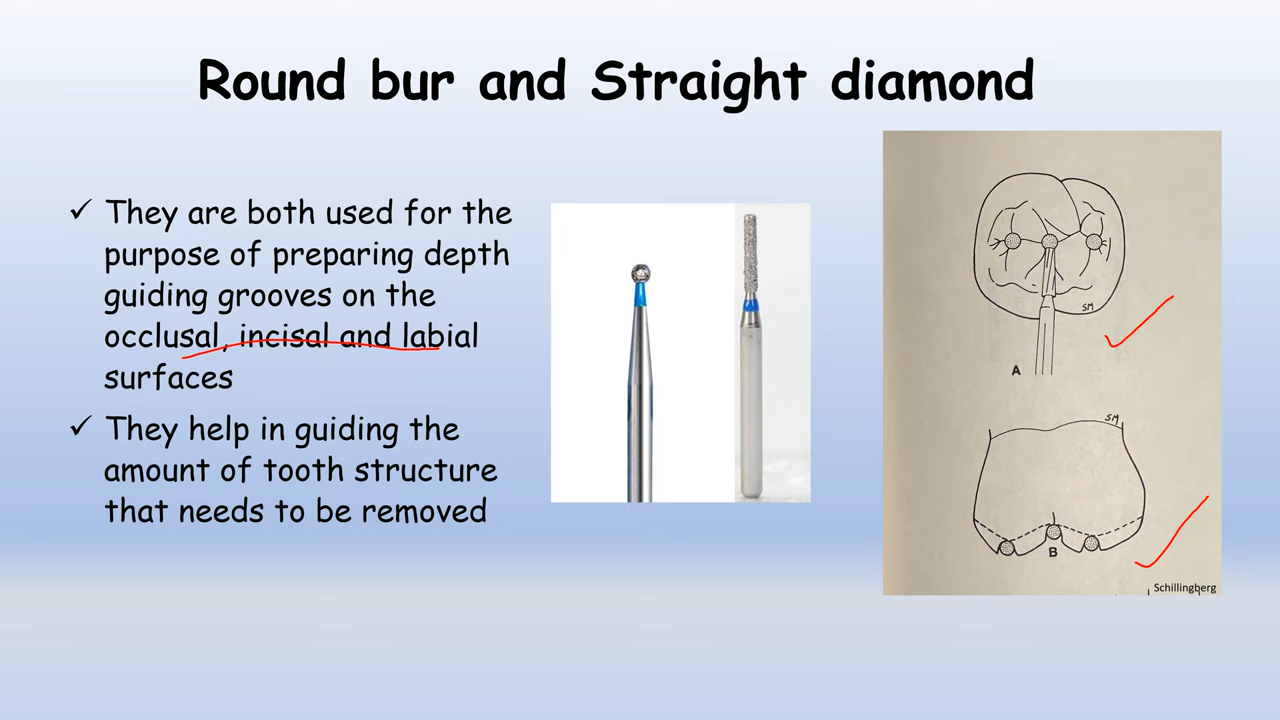 Round bur and Straight diamond
✓ They are both used for the
purpose of preparing depth
guiding grooves on the
occlusal, incisal and labial
surfaces
✓ They help in guiding the
amount of tooth structure
that needs to be removed
SM
A
SM
B
Schillingberg